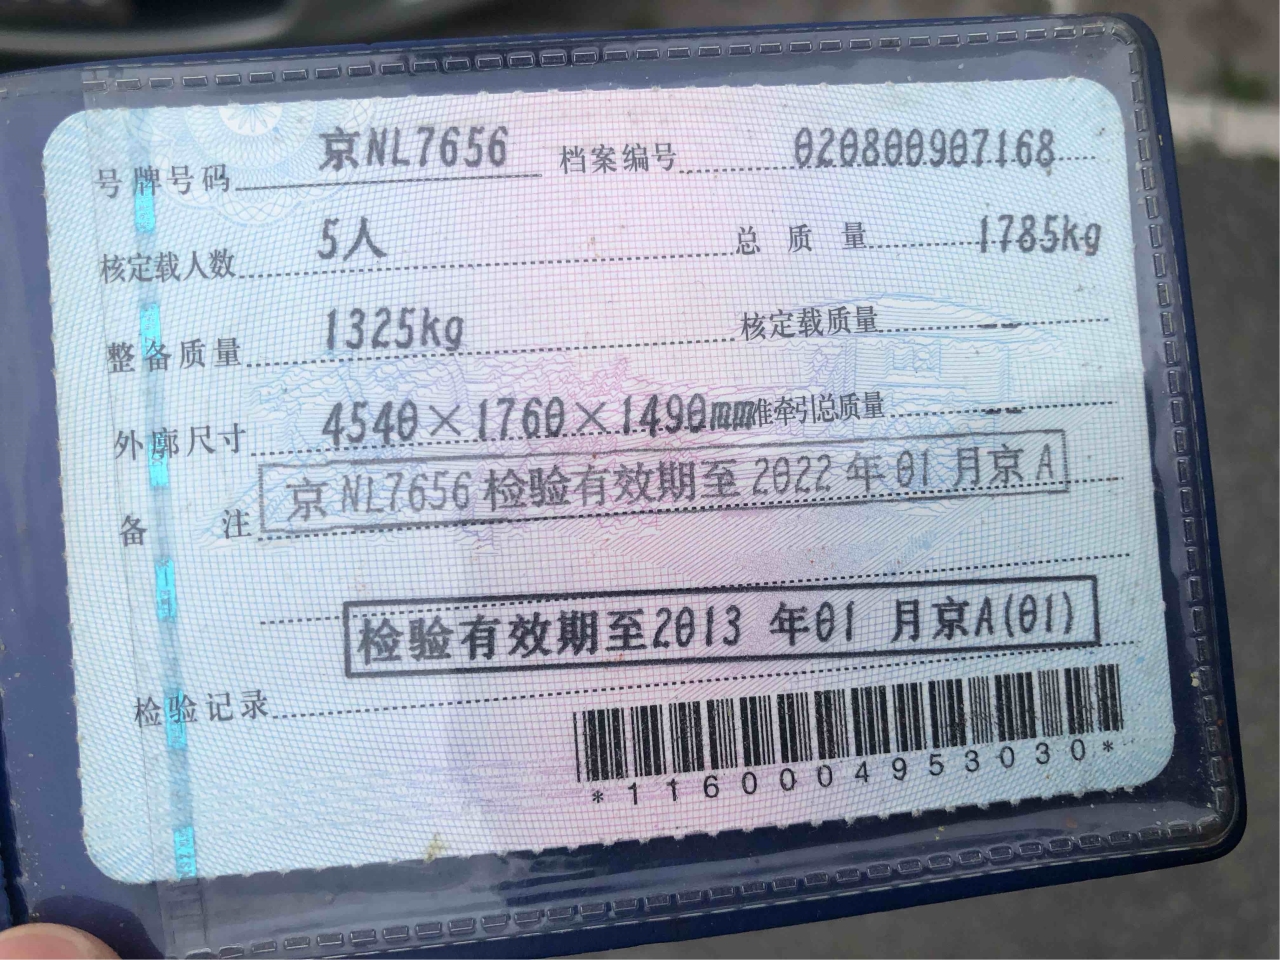 号牌号码 京NL7656 档案编号 020800907168
核定载人数 5人 总质量 1785kg
整备质量 1325kg 核定载质量 --
外廓尺寸 4540×1760×1490mm 准牵引总质量 --
备注 京NL7656检验有效期至2022年01月京A
检验有效期至2013年01月京A(01)
检验记录
*1160004953030*